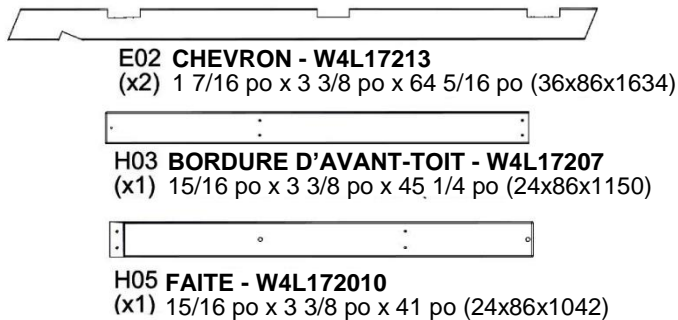 E02 CHEVRON - W4L17213
(x2) 1 7/16 po x 3 3/8 po x 64 5/16 po (36x86x1634)
H03 BORDURE D’AVANT-TOIT - W4L17207
(x1) 15/16 po x 3 3/8 po x 45 1/4 po (24x86x1150)
H05 FAITE - W4L172010
(x1) 15/16 po x 3 3/8 po x 41 po (24x86x1042)